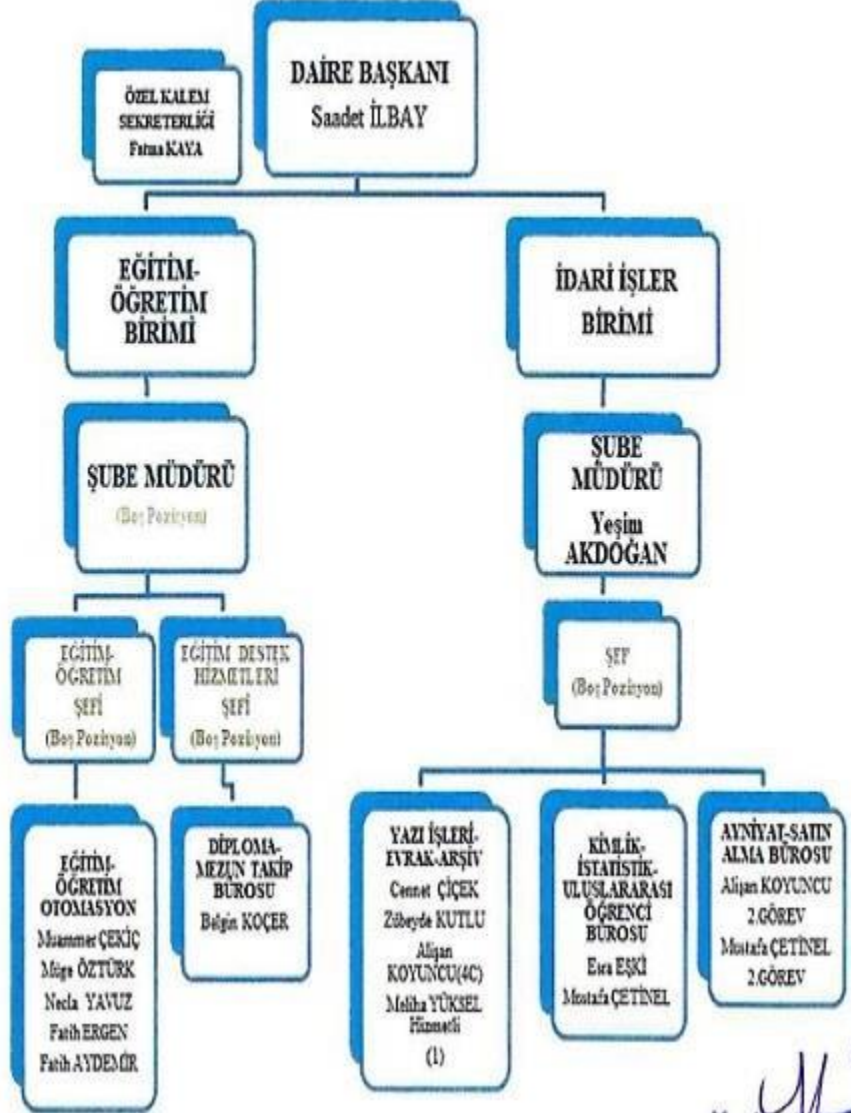 DAİRE BAŞKANI
Saadet İLBAY
ÖZEL KALEM
SEKRETERLİĞİ
Fatma KAYA
EĞİTİM-
ÖĞRETİM
BİRİMİ
İDARİ İŞLER
BİRİMİ
ŞUBE MÜDÜRÜ
(Boş Pozisyon)
ŞUBE
MÜDÜRÜ
Yeşim
AKDOĞAN
EĞİTİM-
ÖĞRETİM
ŞEFİ
(Boş Pozisyon)
EĞİTİM DESTEK
HİZMETLERİ
ŞEFİ
(Boş Pozisyon)
ŞEF
(Boş Pozisyon)
EĞİTİM-
ÖĞRETİM
OTOMASYON
Muammer ÇEKİÇ
Müge ÖZTÜRK
Necla YAVUZ
Fatih ERGEN
Fatih AYDEMİR
DİPLOMA-
MEZUN TAKİP
BÜROSU
Belgin KOÇER
YAZI İŞLERİ-
EVRAK-ARŞİV
Cennet ÇİÇEK
Zübeyde KUTLU
Alişan
KOYUNCU(4C)
Meliha YÜKSEL
Hizmetli
(1)
KİMLİK-
İSTATİSTİK-
ULUSLARARASI
ÖĞRENCİ
BÜROSU
Esra EŞKİ
Mustafa ÇETİNEL
AYNİYAT-SATIN
ALMA BÜROSU
Alişan KOYUNCU
2.GÖREV
Mustafa ÇETİNEL
2.GÖREV